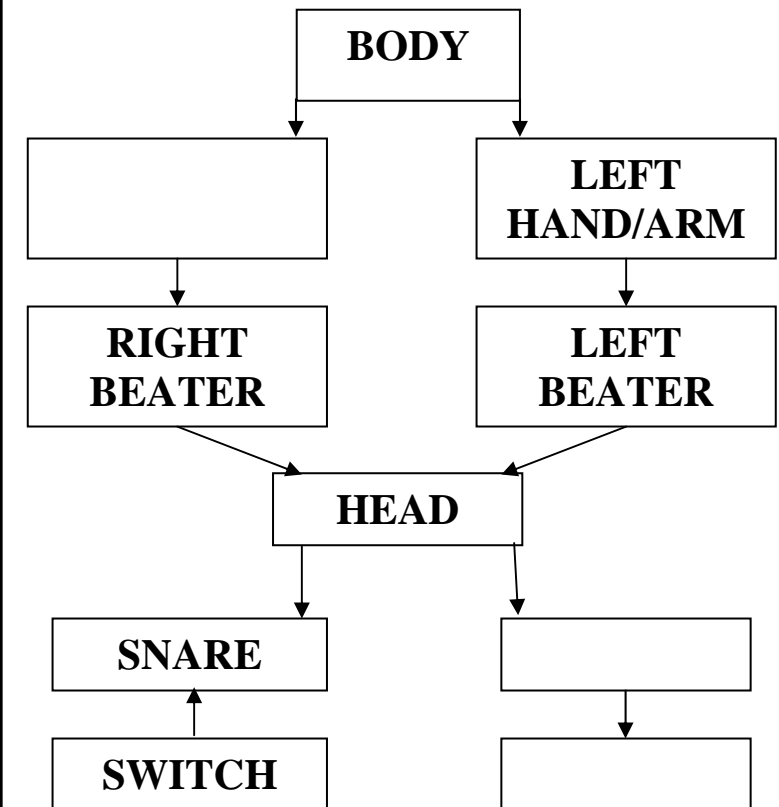 BODY
LEFT
HAND/ARM
RIGHT
BEATER
LEFT
BEATER
HEAD
SNARE
SWITCH